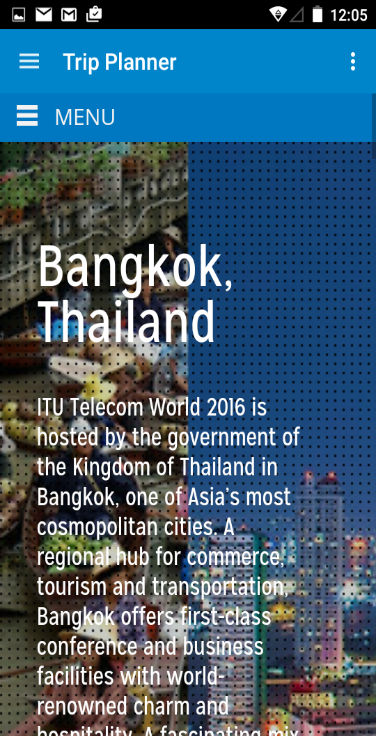 12:05
Trip Planner
MENU
Bangkok,
Thailand
ITU Telecom World 2016 is
hosted by the government of
the Kingdom of Thailand in
Bangkok, one of Asia's most
cosmopolitan cities. A
regional hub for commerce,
tourism and transportation,
Bangkok offers first-class
conference and business
facilities with world-
renowned charm and
hospitality. A fascinating mix